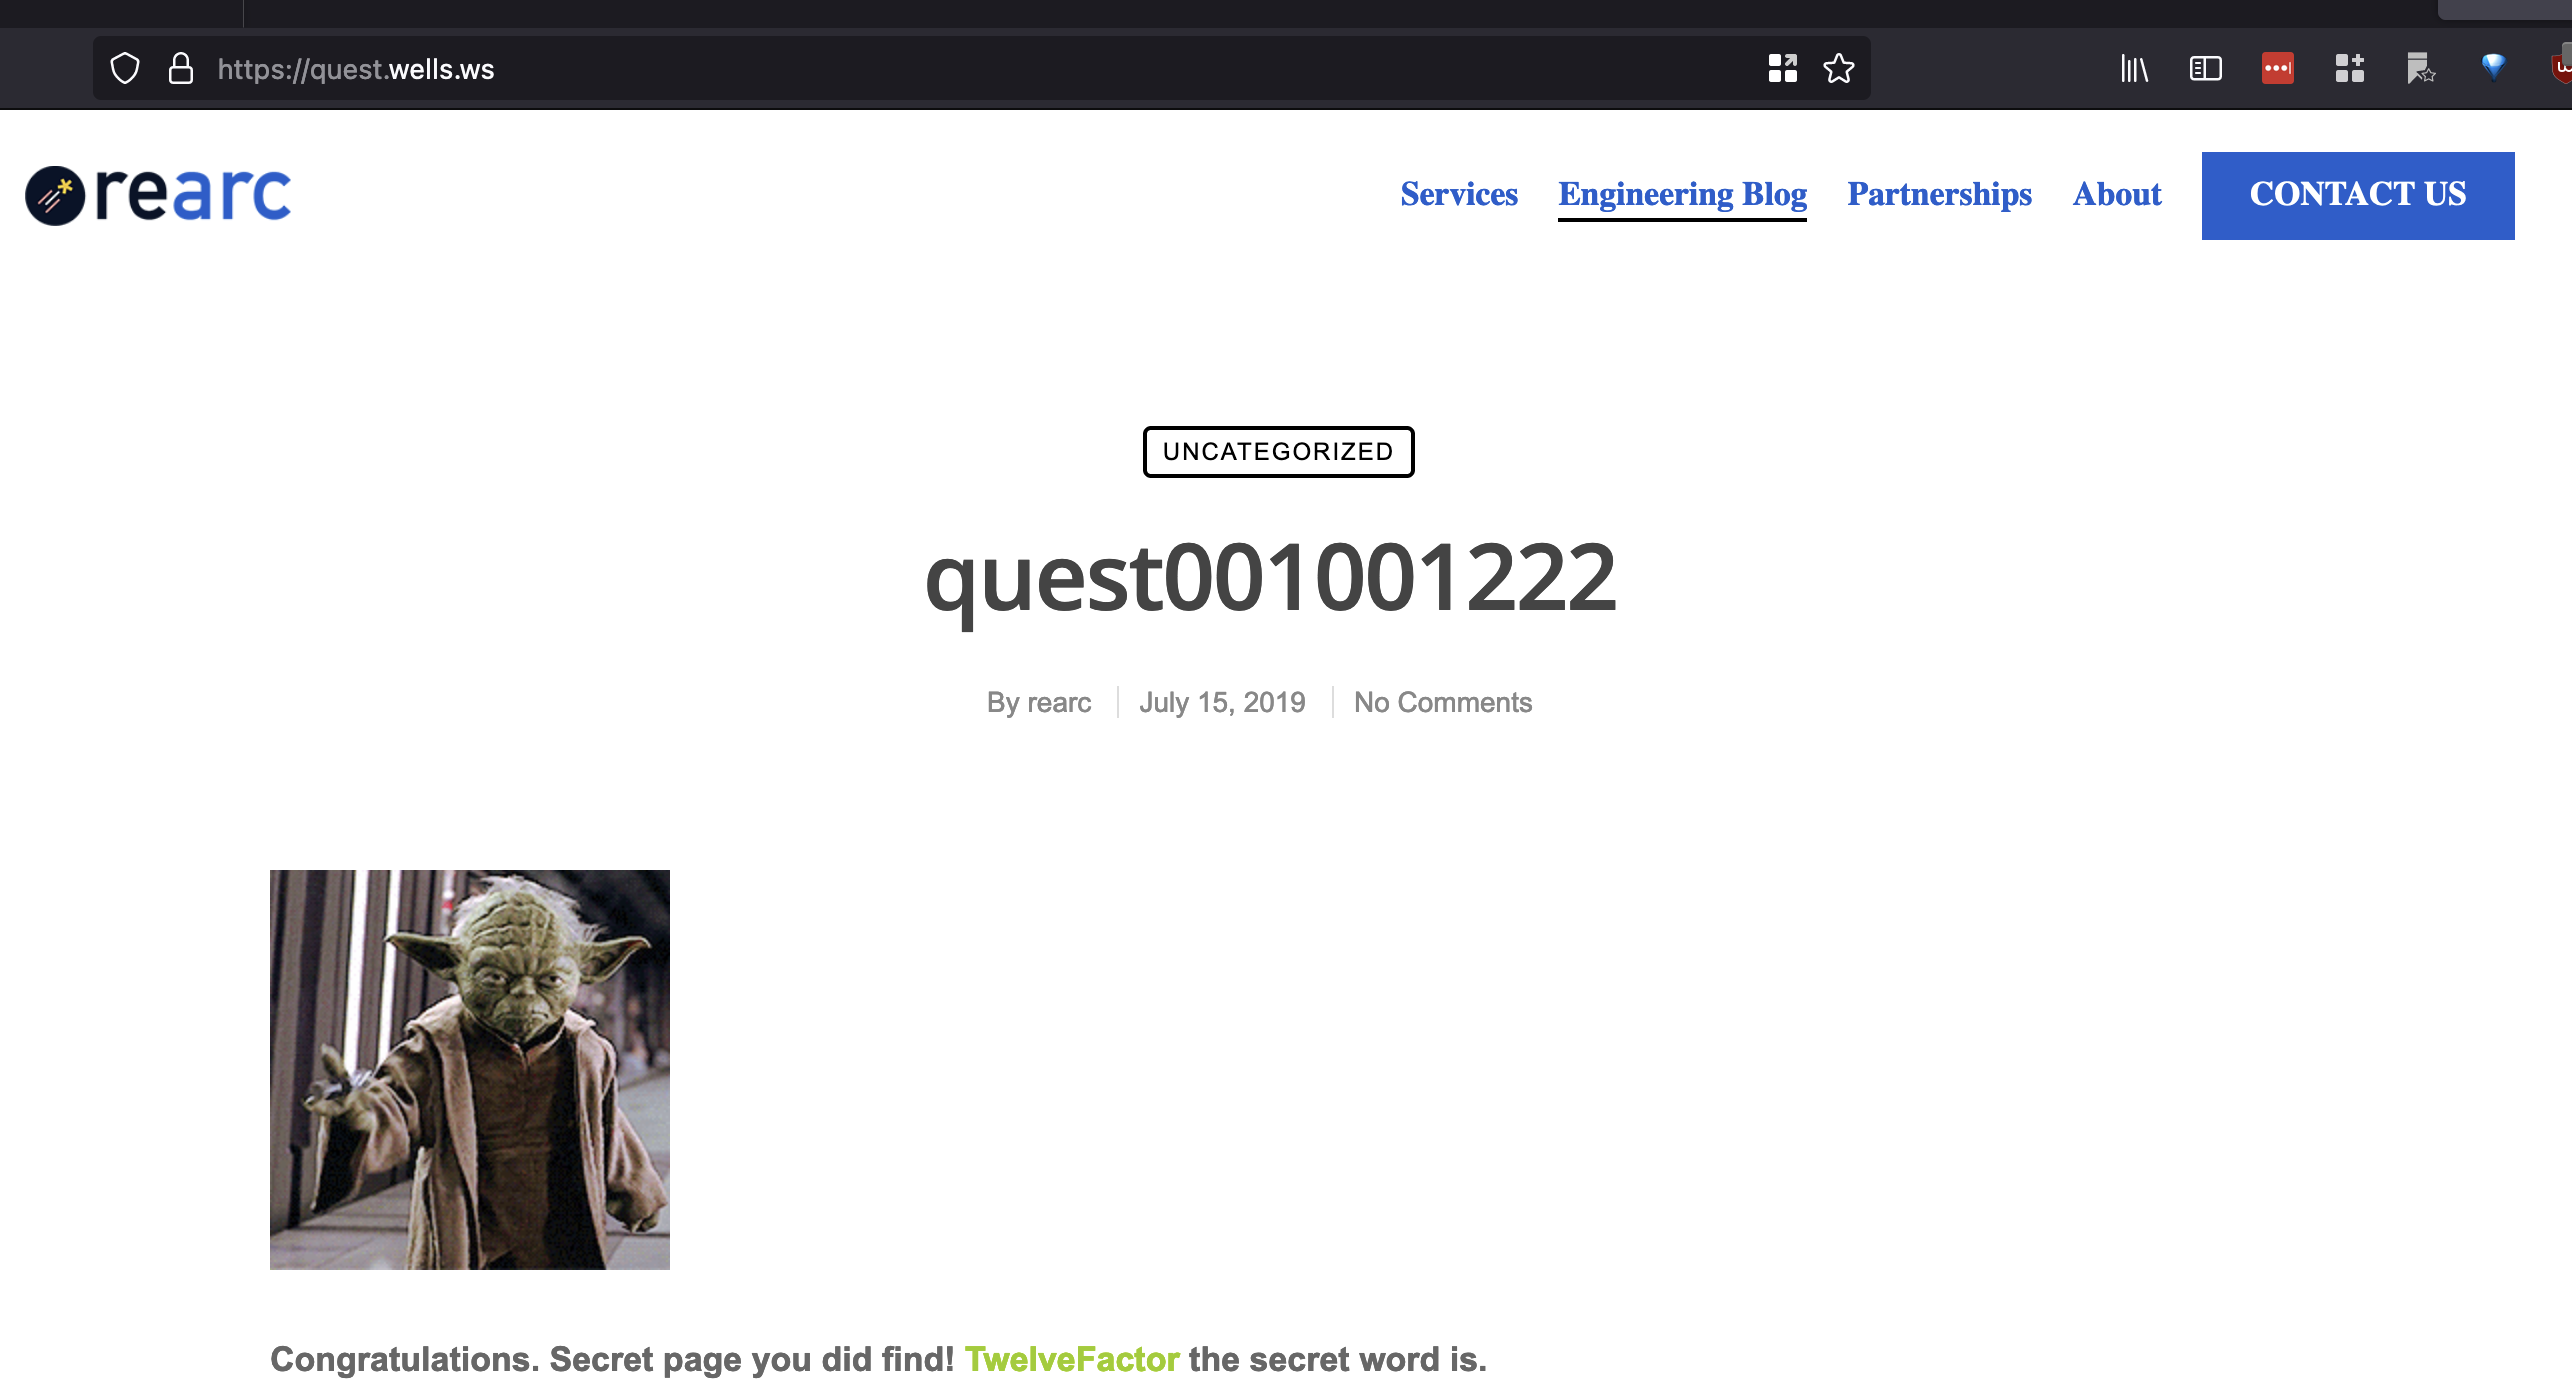 https://quest.wells.ws
rearc
Services Engineering Blog Partnerships About CONTACT US
UNCATEGORIZED
quest001001222
By rearc July 15, 2019 No Comments
Congratulations. Secret page you did find! TwelveFactor the secret word is.